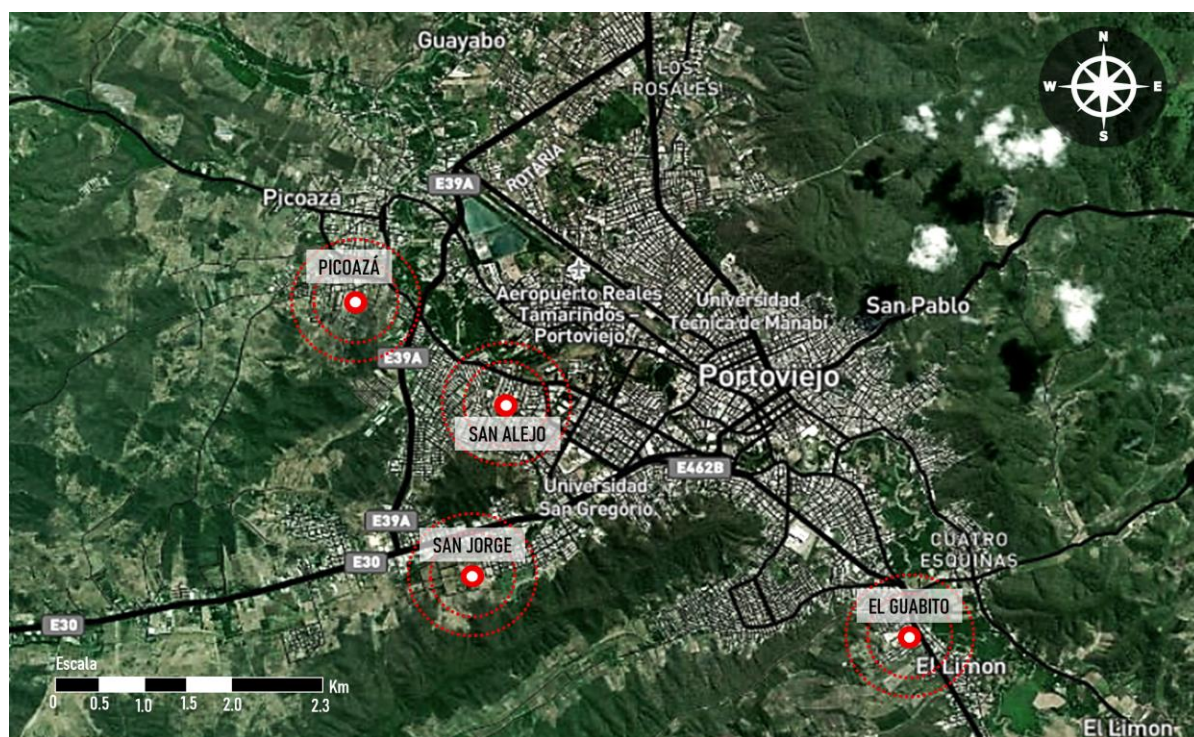 Guayabo
N
LOS
ROSALES
W
E
S
ROTARIA
E39A
Picoazá
PICOAZÁ
Aeropuerto Reales
Tamarindos –
Portoviejo
Universidad
Técnica de Manabí
San Pablo
E39A
Portoviejo
SAN ALEJO
E462B
Universidad
San Gregorio
E39A
SAN JORGE
E30
CUATRO
ESQUINAS
EL GUABITO
E30
El Limon
Escala
Km
0
0.5
1.0
1.5
2.0
2.3
El Limon